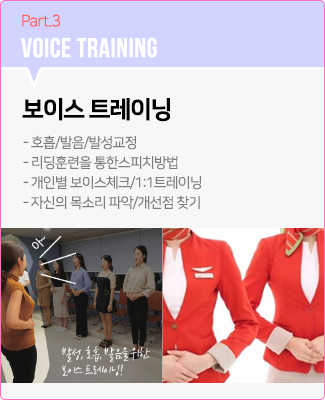 Part.3
VOICE TRAINING
보이스 트레이닝
- 호흡/발음/발성교정
- 리딩훈련을 통한스피치방법
- 개인별 보이스체크/1:1트레이닝
- 자신의 목소리 파악/개선점 찾기
아~
발성, 호흡, 발음을 위한
보이스 트레이닝!!